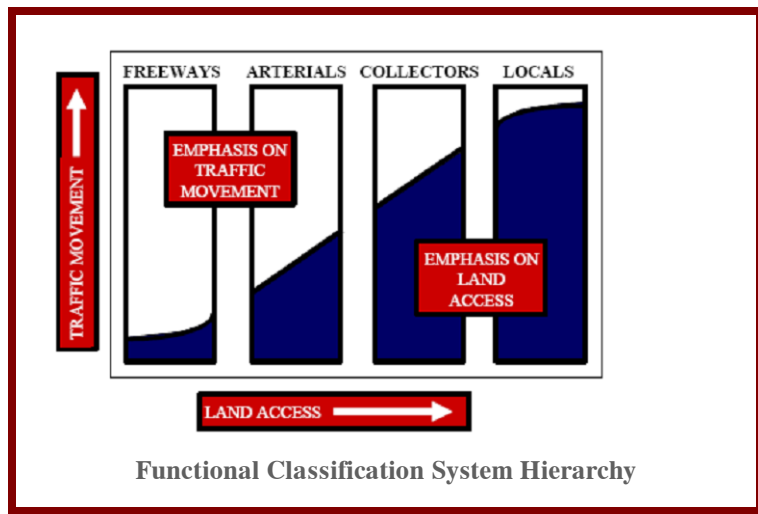 FREEWAYS ARTERIALS COLLECTORS LOCALS
TRAFFIC MOVEMENT
EMPHASIS ON
TRAFFIC
MOVEMENT
EMPHASIS ON
LAND
ACCESS
LAND ACCESS
Functional Classification System Hierarchy